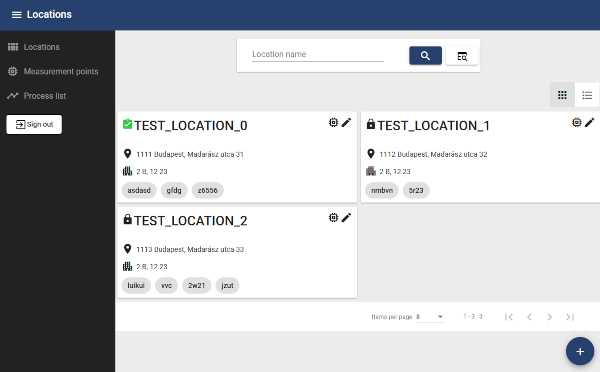 Locations
Locations
Measurement points
Process list
Sign out
Location name
TEST_LOCATION_0
1111 Budapest, Madarász utca 31
2 B, 12 23
asdasd gfdg z6556
TEST_LOCATION_1
1112 Budapest, Madarász utca 32
2 B, 12 23
nmbvn 5r23
TEST_LOCATION_2
1113 Budapest, Madarász utca 33
2 B, 12 23
luikui vvc 2w21 jzut
Items per page 8 1 - 3 : 3